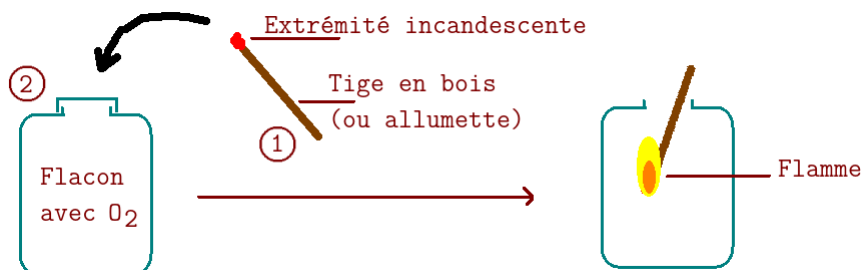 Extrémité incandescente
②
Tige en bois
(ou allumette)
①
Flacon
avec O₂
Flamme